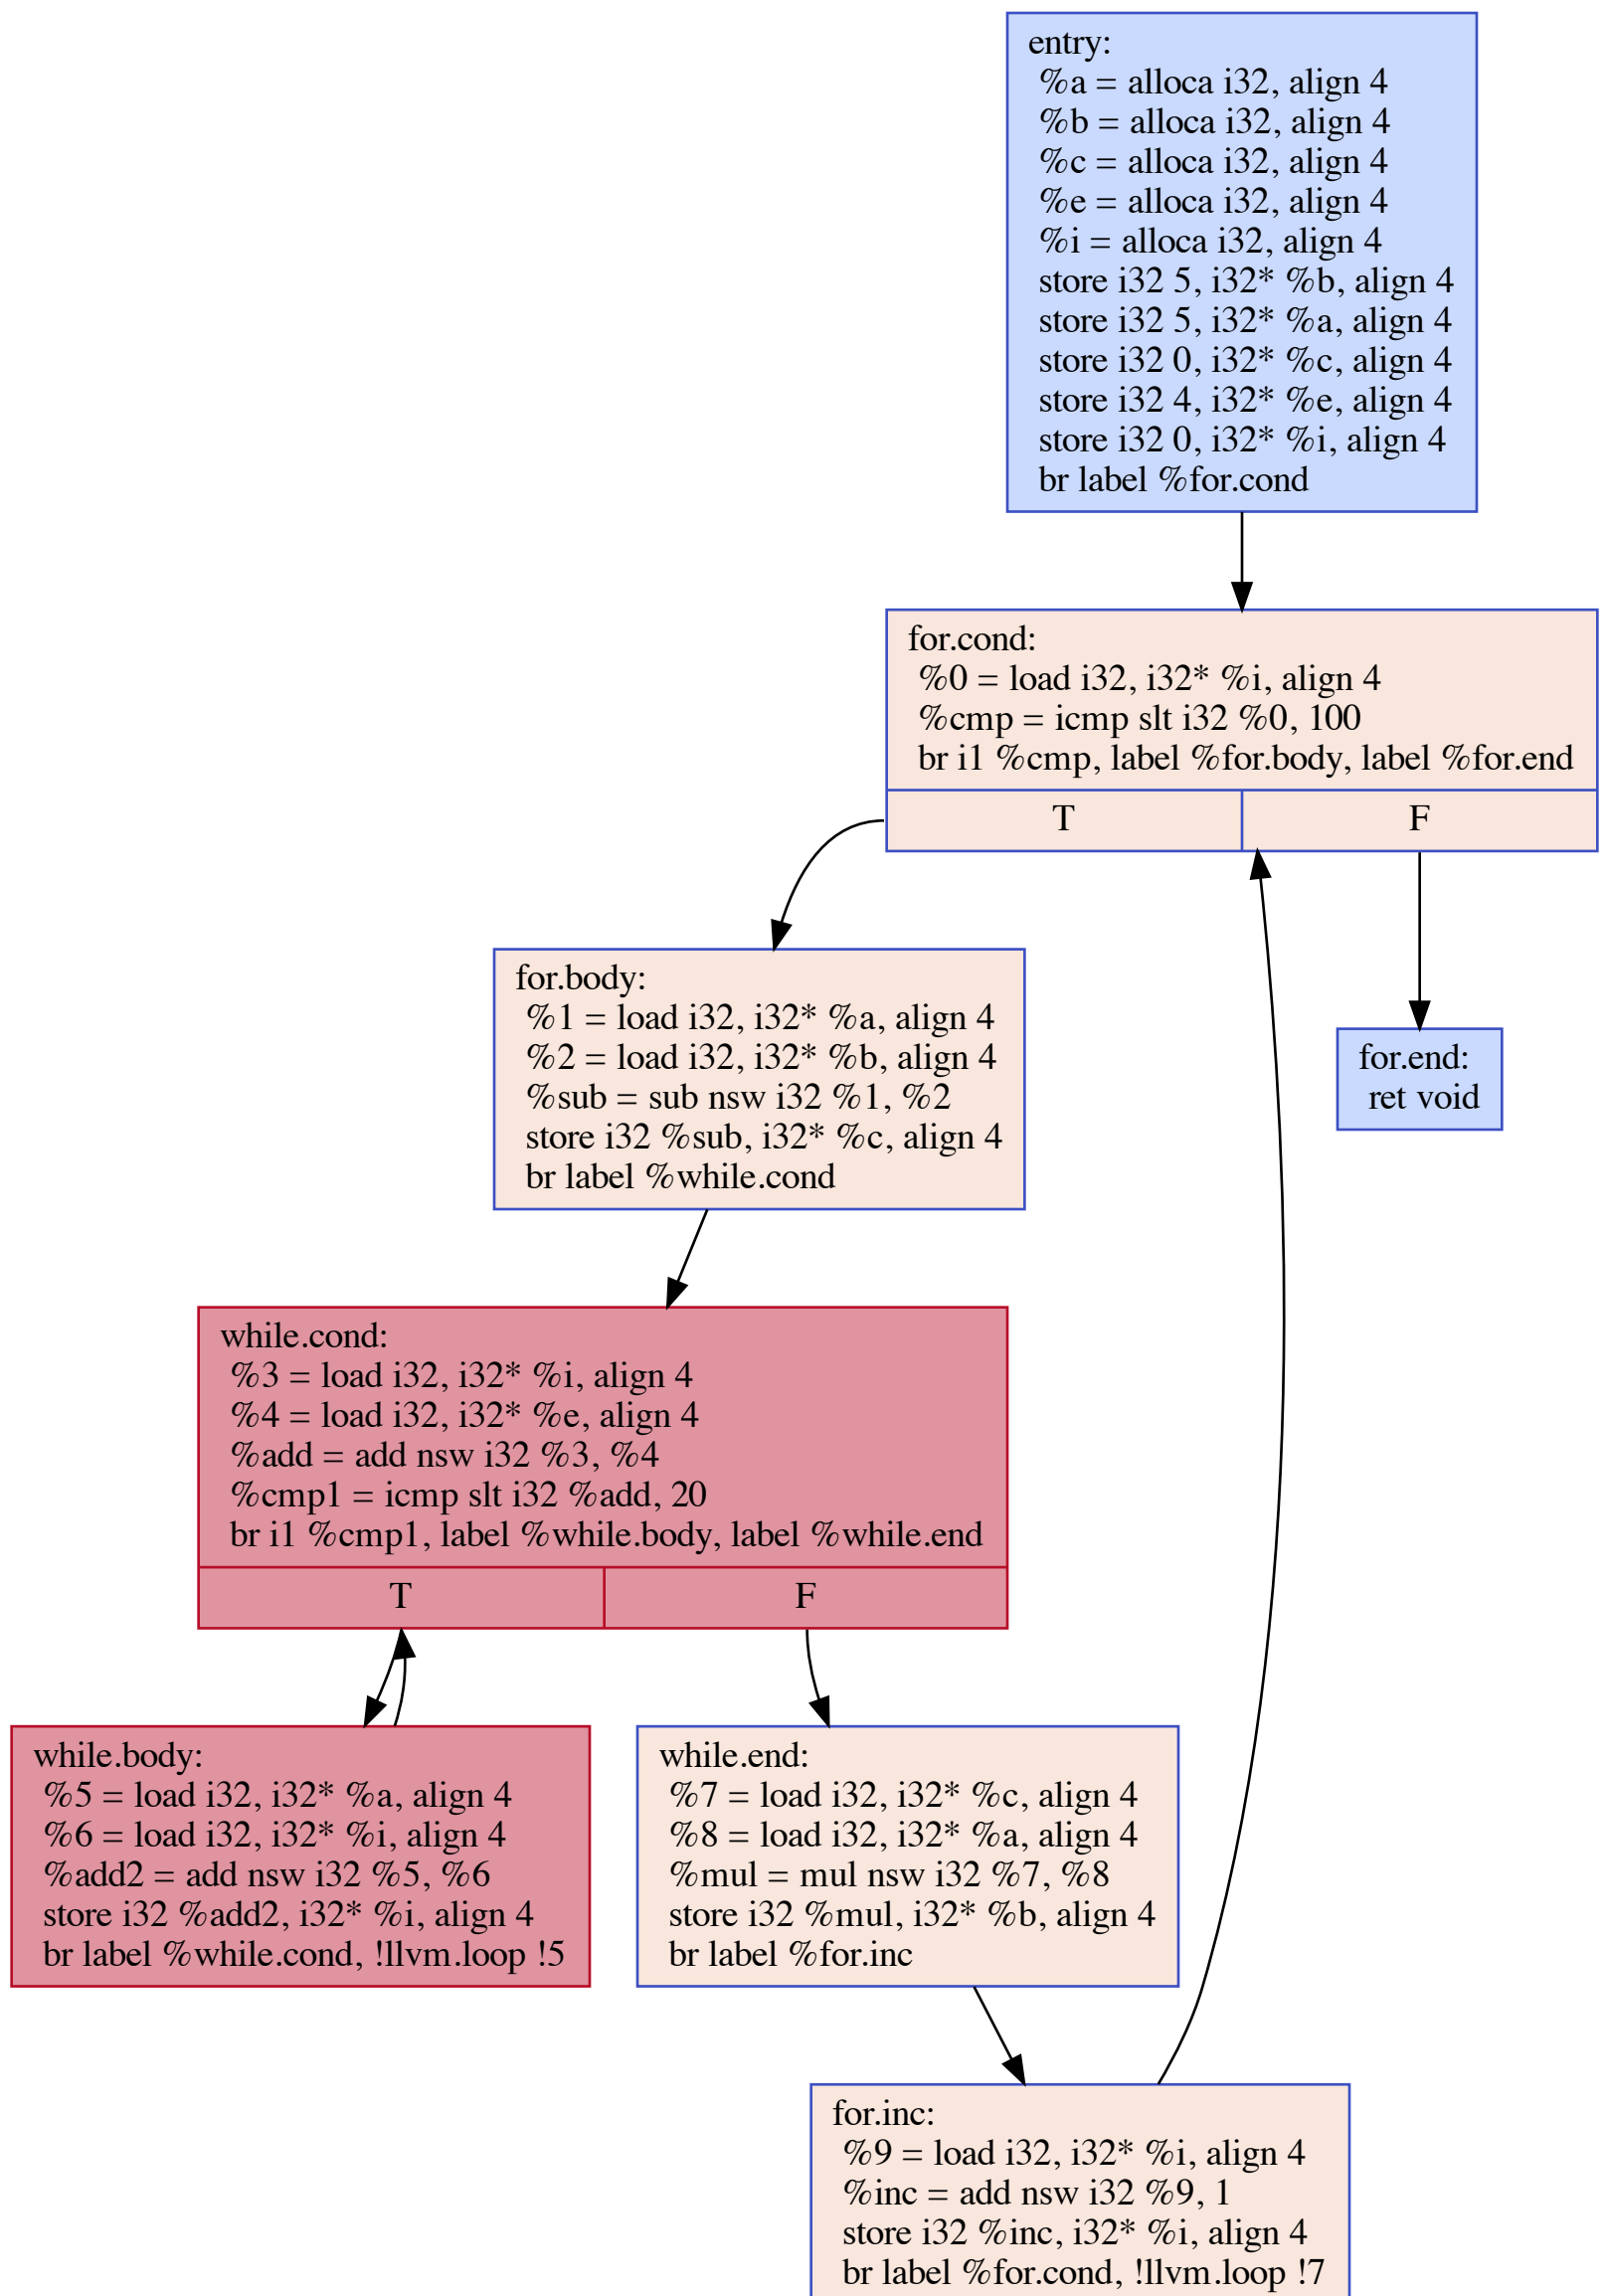 entry:
%a = alloca i32, align 4
%b = alloca i32, align 4
%c = alloca i32, align 4
%e = alloca i32, align 4
%i = alloca i32, align 4
store i32 5, i32* %b, align 4
store i32 5, i32* %a, align 4
store i32 0, i32* %c, align 4
store i32 4, i32* %e, align 4
store i32 0, i32* %i, align 4
br label %for.cond
for.cond:
%0 = load i32, i32* %i, align 4
%cmp = icmp slt i32 %0, 100
br i1 %cmp, label %for.body, label %for.end
T
F
for.body:
%1 = load i32, i32* %a, align 4
%2 = load i32, i32* %b, align 4
%sub = sub nsw i32 %1, %2
store i32 %sub, i32* %c, align 4
br label %while.cond
for.end:
ret void
while.cond:
%3 = load i32, i32* %i, align 4
%4 = load i32, i32* %e, align 4
%add = add nsw i32 %3, %4
%cmp1 = icmp slt i32 %add, 20
br i1 %cmp1, label %while.body, label %while.end
T
F
while.body:
%5 = load i32, i32* %a, align 4
%6 = load i32, i32* %i, align 4
%add2 = add nsw i32 %5, %6
store i32 %add2, i32* %i, align 4
br label %while.cond, !llvm.loop !5
while.end:
%7 = load i32, i32* %c, align 4
%8 = load i32, i32* %a, align 4
%mul = mul nsw i32 %7, %8
store i32 %mul, i32* %b, align 4
br label %for.inc
for.inc:
%9 = load i32, i32* %i, align 4
%inc = add nsw i32 %9, 1
store i32 %inc, i32* %i, align 4
br label %for.cond, !llvm.loop !7